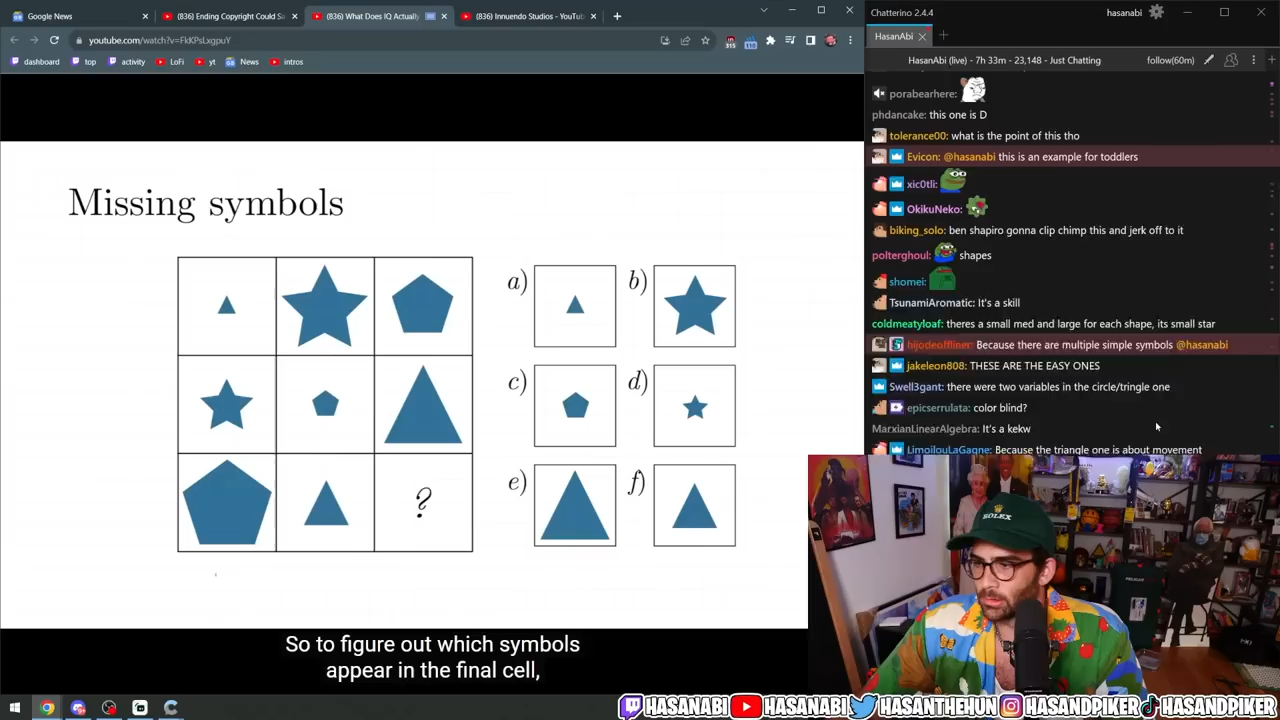 Google News
(836) Ending Copyright Could Sa
(836) What Does IQ Actually
(836) Innuendo Studios - YouTub
youtube.com/watch?v=FkKPsLxgpuY
315
110
dashboard
top
activity
LoFi
yt
News
intros
Missing symbols
?
a)
b)
c)
d)
e)
f)
So to figure out which symbols
appear in the final cell,
Chatterino 2.4.4
hasanabi
HasanAbi
HasanAbi (live) - 7h 33m - 23,148 - Just Chatting
follow(60m)
porabearhere:
phdancake: this one is D
tolerance00: what is the point of this tho
Evicon: @hasanabi this is an example for toddlers
xic0tli:
OkikuNeko:
biking_solo: ben shapiro gonna clip chimp this and jerk off to it
polterghoul: shapes
shomei:
TsunamiAromatic: It's a skill
coldmeatyloaf: theres a small med and large for each shape, its small star
hijodeoffliner: Because there are multiple simple symbols @hasanabi
jakeleon808: THESE ARE THE EASY ONES
Swell3gant: there were two variables in the circle/tringle one
epicserrulata: color blind?
MarxianLinearAlgebra: It's a kekw
LimoilouLaGagne: Because the triangle one is about movement
ROLEX
PELICAN
HASANABI
HASANABI
HASANTHEHUN
HASANDPIKER
HASANDPIKER